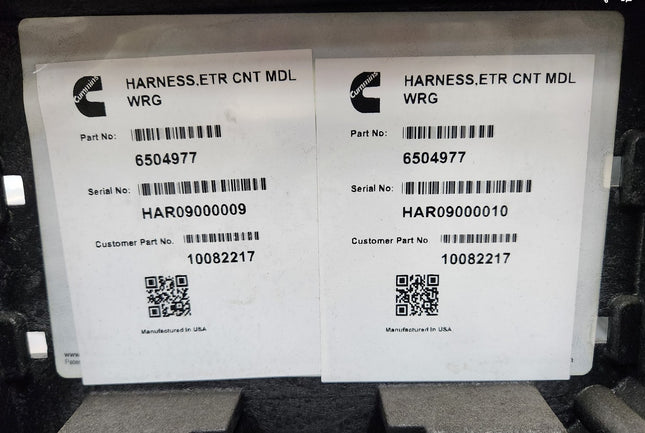 Cummins
HARNESS,ETR CNT MDL
WRG
Part No:
6504977
Serial No:
HAR09000009
Customer Part No.
10082217
Manufactured in USA
Cummins
HARNESS,ETR CNT MDL
WRG
Part No:
6504977
Serial No:
HAR09000010
Customer Part No
10082217
Manufactured in USA
www.